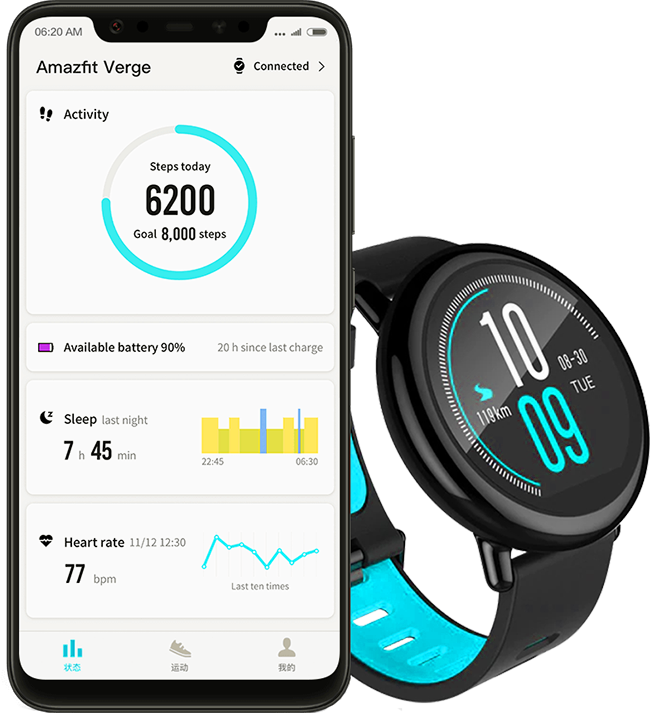 06:20 AM
Amazfit Verge
Connected
Activity
Steps today
6200
Goal 8,000 steps
Available battery 90%
20 h since last charge
Sleep last night
7 h 45 min
22:45
06:30
Heart rate 11/12 12:30
77 bpm
Last ten times
状态
运动
我的
10
08-30
TUE
119km
09